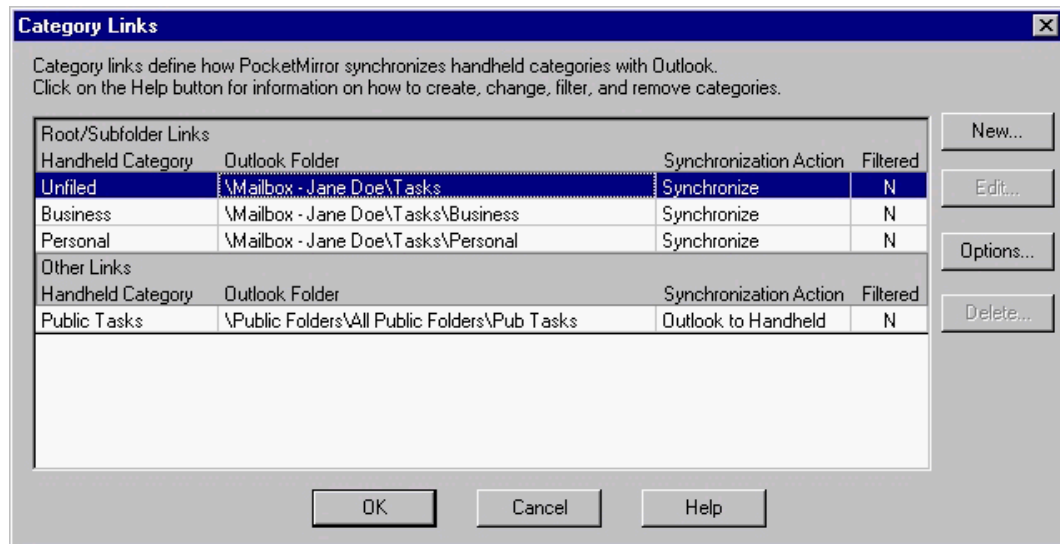 Category Links
Category links define how PocketMirror synchronizes handheld categories with Outlook.
Click on the Help button for information on how to create, change, filter, and remove categories.
Root/Subfolder Links
Handheld Category Outlook Folder Synchronization Action Filtered
Unfiled \Mailbox - Jane Doe\Tasks Synchronize N
Business \Mailbox - Jane Doe\Tasks\Business Synchronize N
Personal \Mailbox - Jane Doe\Tasks\Personal Synchronize N
Other Links
Handheld Category Outlook Folder Synchronization Action Filtered
Public Tasks \Public Folders\All Public Folders\Pub Tasks Outlook to Handheld N
New...
Edit...
Options...
Delete...
OK Cancel Help